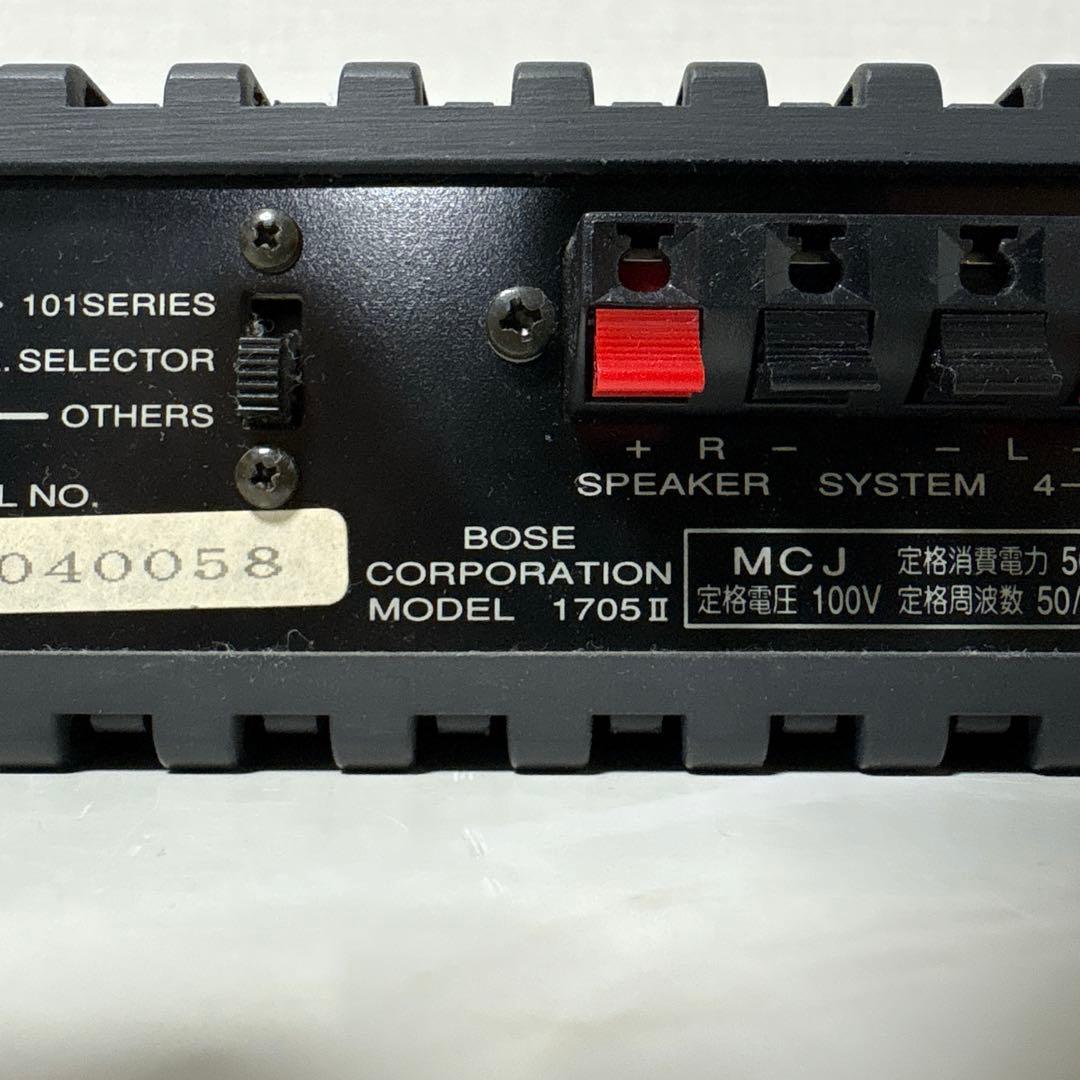 101SERIES
SELECTOR
OTHERS
L NO.
040058
+ R − − L
SPEAKER SYSTEM 4-
BOSE
CORPORATION
MODEL 1705II
MCJ 定格消費電力 50
定格電圧 100V 定格周波数 50/